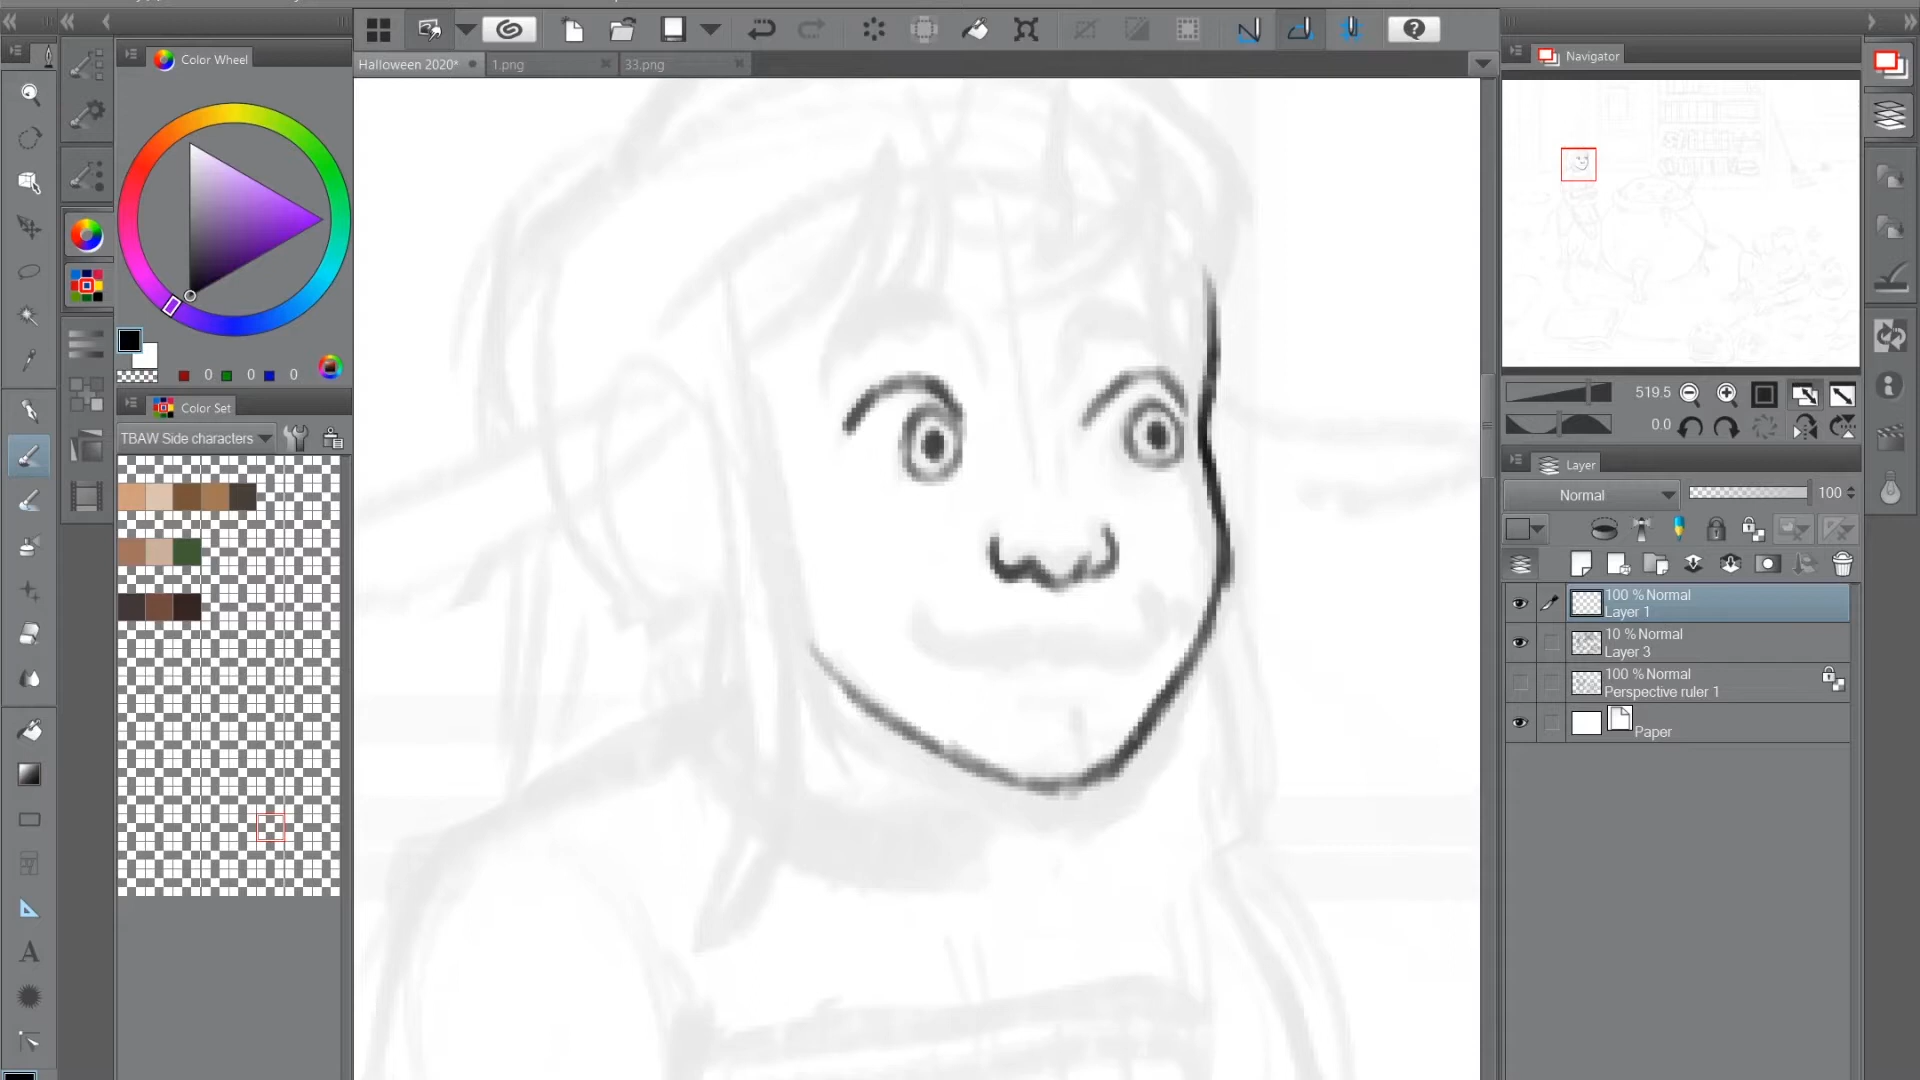 Halloween 2020*
1.png
33.png
Color Wheel
Navigator
0 0 0
519.5
0.0
Color Set
TBAW Side characters
Layer
Normal 100
100 % Normal
Layer 1
10 % Normal
Layer 3
100 % Normal
Perspective ruler 1
Paper
A